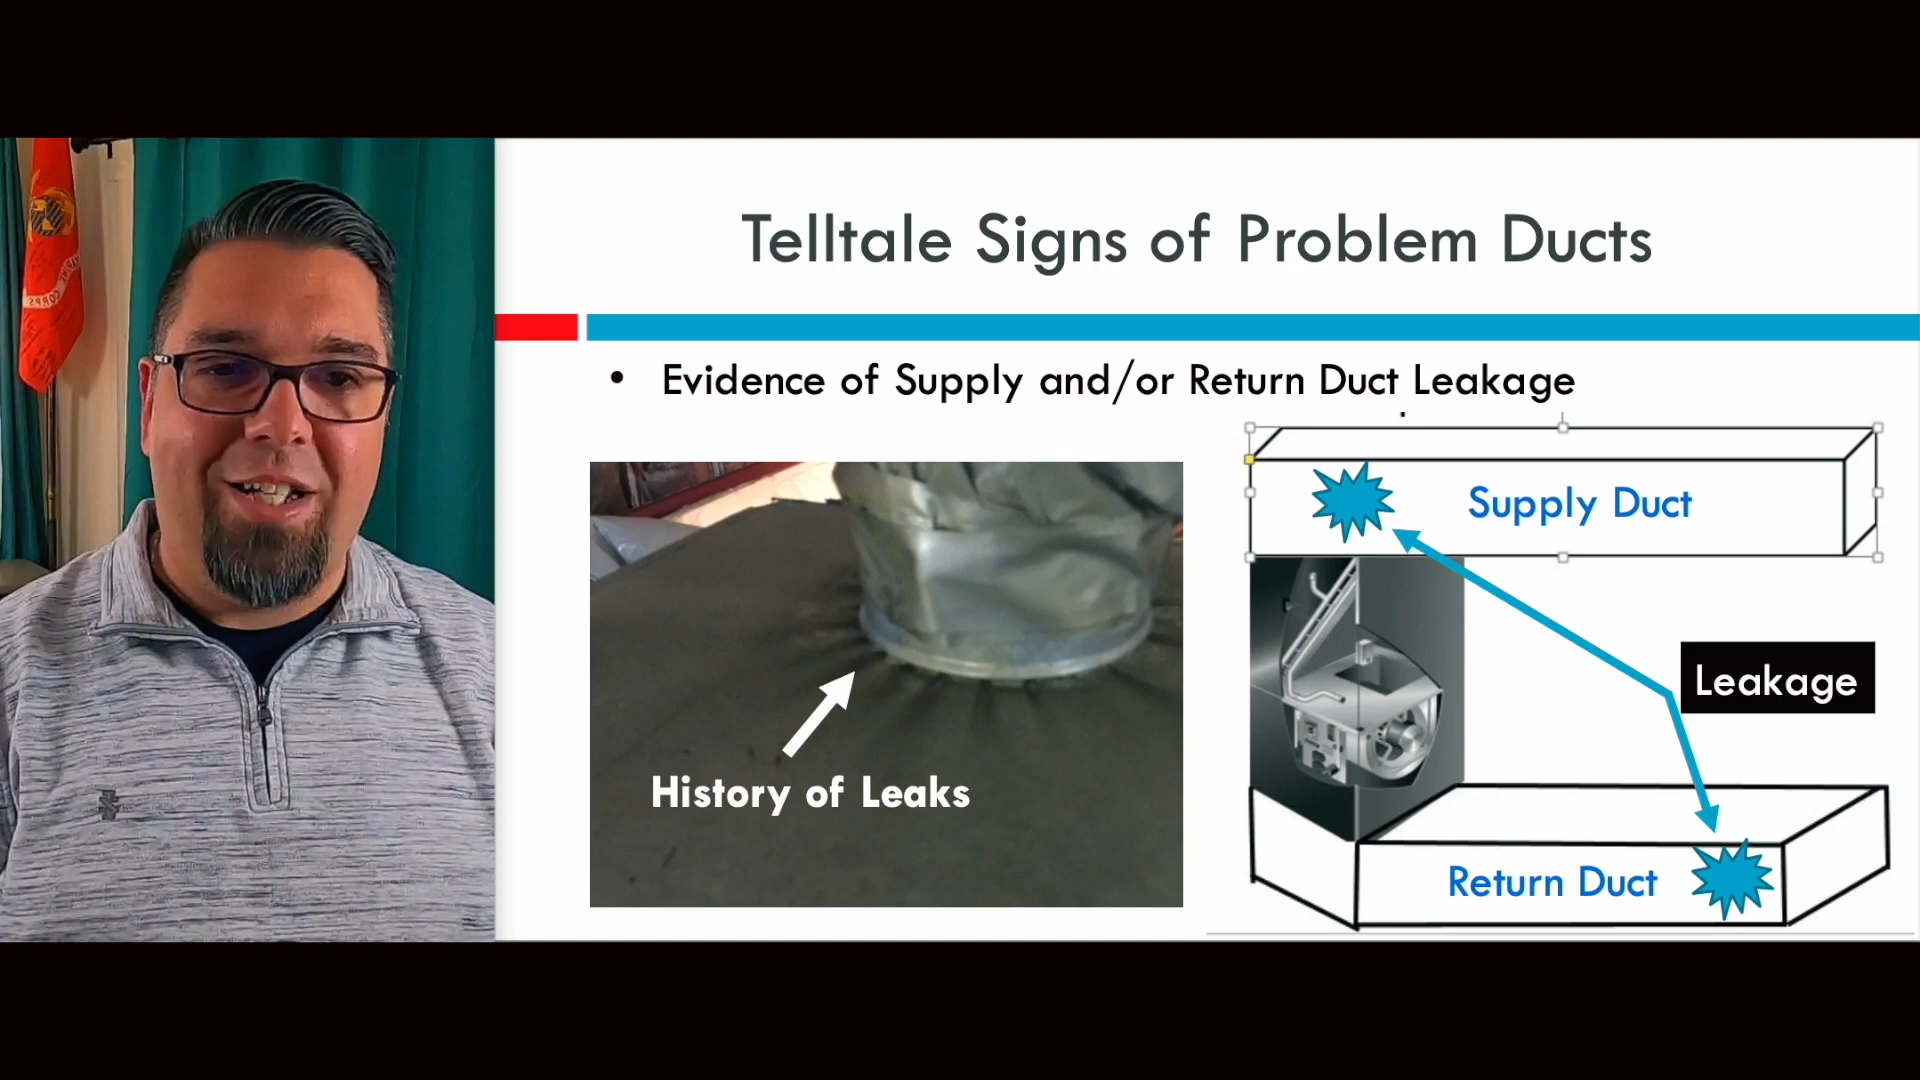 Telltale Signs of Problem Ducts
• Evidence of Supply and/or Return Duct Leakage
Supply Duct
Leakage
History of Leaks
Return Duct
CORPS